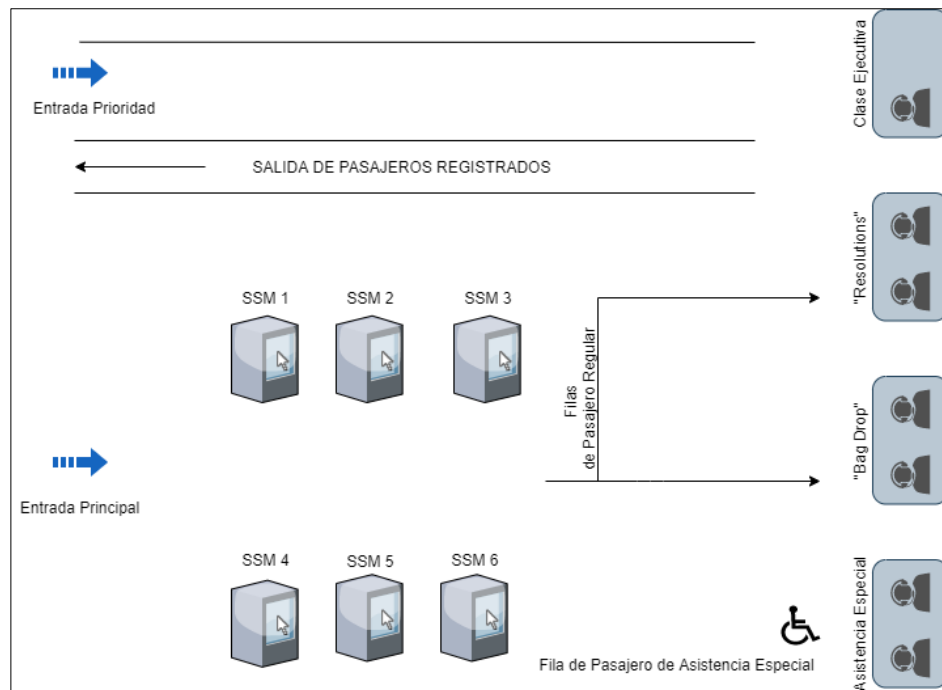 Clase Ejecutiva
Entrada Prioridad
SALIDA DE PASAJEROS REGISTRADOS
"Resolutions"
SSM 1
SSM 2
SSM 3
Filas
de Pasajero Regular
"Bag Drop"
Entrada Principal
SSM 4
SSM 5
SSM 6
Asistencia Especial
Fila de Pasajero de Asistencia Especial